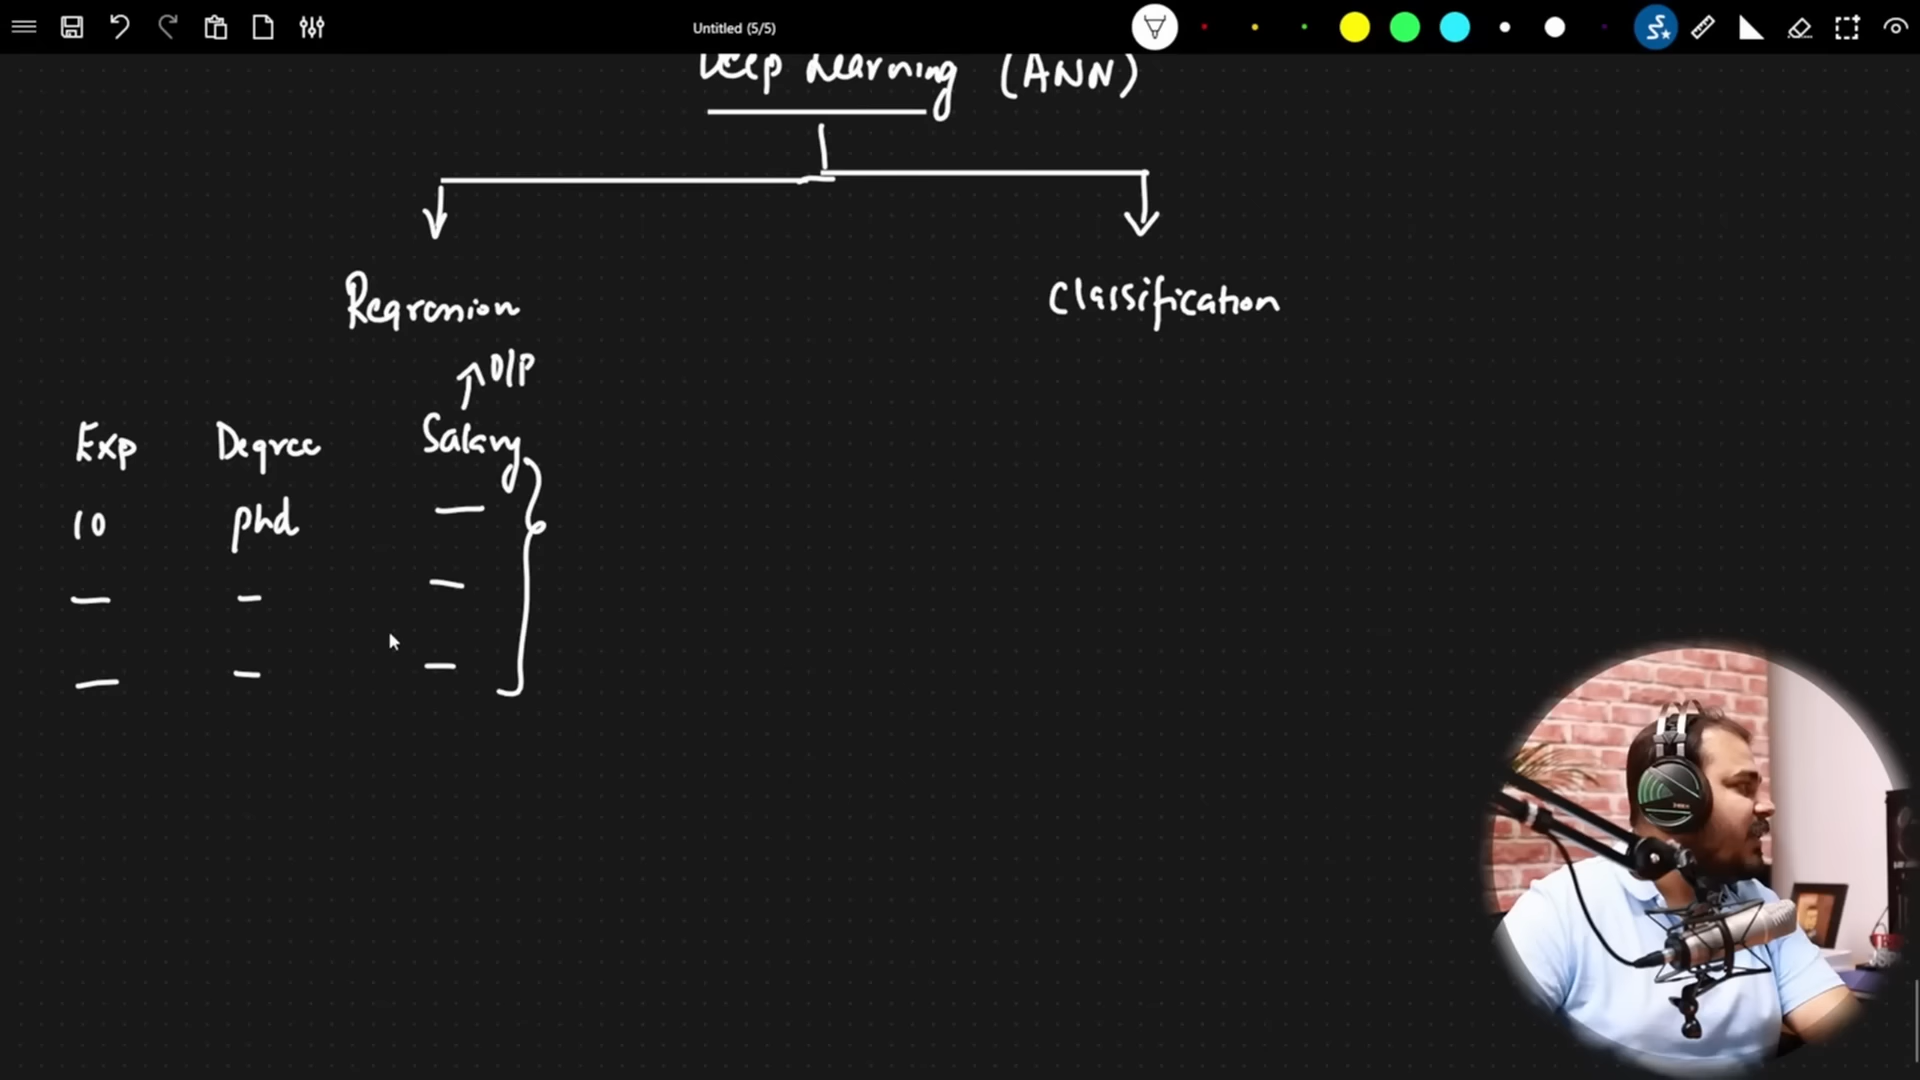 Untitled (5/5)
Deep Learning (ANN)
Regression
Classification
O/P
Exp Degree Salary
10 phd —
— - —
— - —